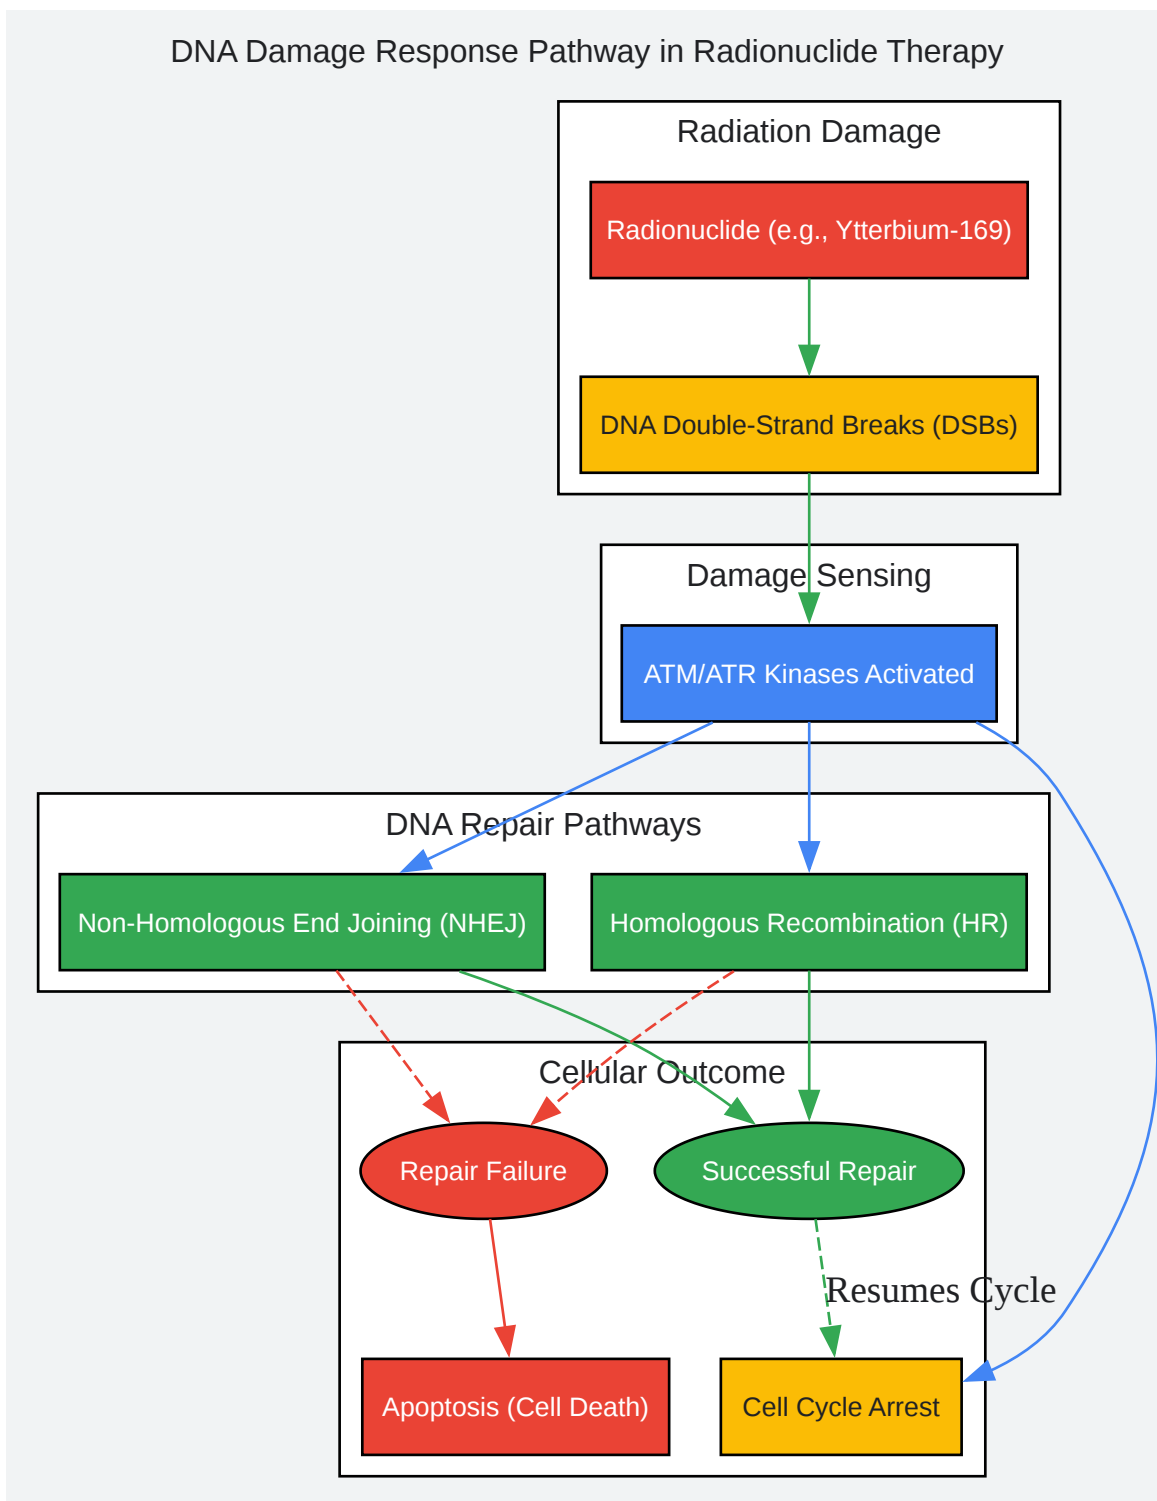 DNA Damage Response Pathway in Radionuclide Therapy
Radiation Damage
Radionuclide (e.g., Ytterbium-169)
DNA Double-Strand Breaks (DSBs)
Damage Sensing
ATM/ATR Kinases Activated
DNA Repair Pathways
Non-Homologous End Joining (NHEJ)
Homologous Recombination (HR)
Cellular Outcome
Repair Failure
Successful Repair
Resumes Cycle
Apoptosis (Cell Death)
Cell Cycle Arrest